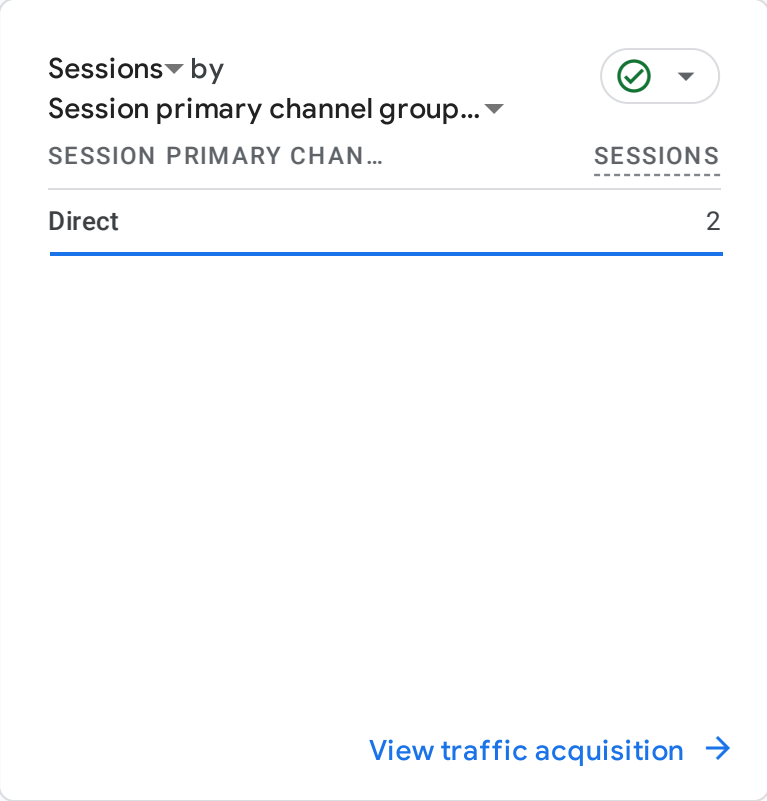 Sessions by
Session primary channel group...
SESSION PRIMARY CHAN... SESSIONS
Direct 2
View traffic acquisition